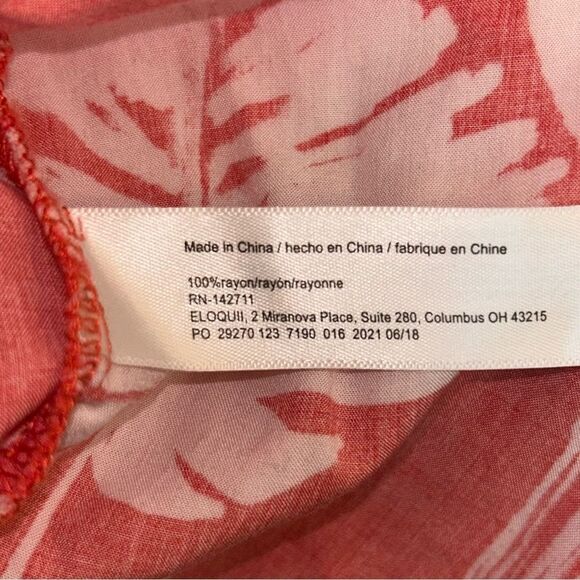 Made in China / hecho en China / fabrique en Chine
100%rayon/rayón/rayonne
RN-142711
ELOQUII, 2 Miranova Place, Suite 280, Columbus OH 43215
PO 29270 123 7190 016 2021 06/18